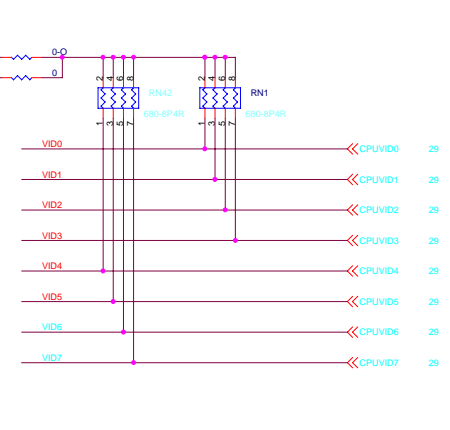 0-O
0
2 4 6 8
2 4 6 8
RN42
RN1
680-8P4R
680-8P4R
1 3 5 7
1 3 5 7
VID0 CPUVID0 29
VID1 CPUVID1 29
VID2 CPUVID2 29
VID3 CPUVID3 29
VID4 CPUVID4 29
VID5 CPUVID5 29
VID6 CPUVID6 29
VID7 CPUVID7 29